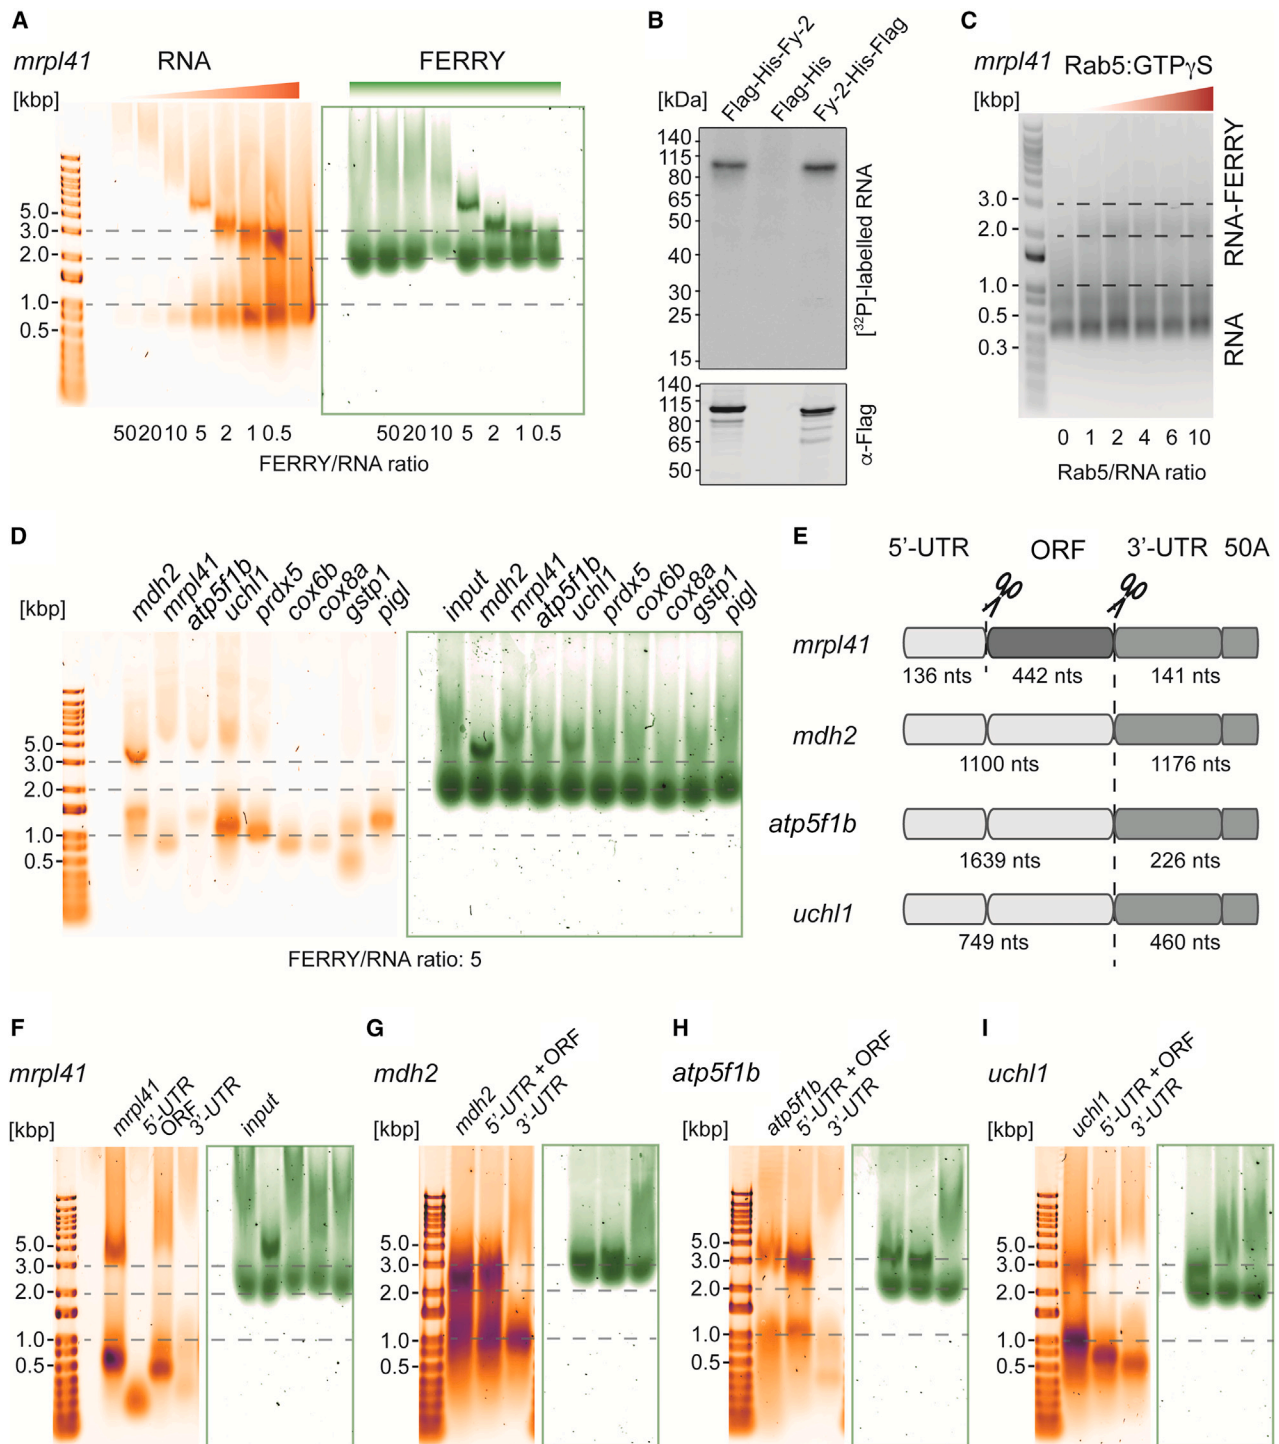 A
mrpl41 RNA FERRY
[kbp]
5.0
3.0
2.0
1.0
0.5
50 20 10 5 2 1 0.5 50 20 10 5 2 1 0.5
FERRY/RNA ratio
B
Flag-His-Fy-2
Flag-His
Fy-2-His-Flag
[kDa]
140
115
80
65
50
40
30
25
15
[32P]-labelled RNA
140
115
80
65
50
α-Flag
C
mrpl41 Rab5:GTPγS
[kbp]
3.0
2.0
1.0
0.5
0.3
RNA-FERRY
RNA
0 1 2 4 6 10
Rab5/RNA ratio
D
[kbp]
mdh2
mrpl41
atp5f1b
uchl1
prdx5
cox6b
cox8a
gstp1
pigl
input
mdh2
mrpl41
atp5f1b
uchl1
prdx5
cox6b
cox8a
gstp1
pigl
5.0
3.0
2.0
1.0
0.5
FERRY/RNA ratio: 5
E
5'-UTR ORF 3'-UTR 50A
mrpl41
136 nts 442 nts 141 nts
mdh2
1100 nts 1176 nts
atp5f1b
1639 nts 226 nts
uchl1
749 nts 460 nts
F
mrpl41
[kbp]
mrpl41
5'-UTR
ORF
3'-UTR
input
5.0
3.0
2.0
1.0
0.5
G
mdh2
[kbp]
mdh2
5'-UTR + ORF
3'-UTR
5.0
3.0
2.0
1.0
0.5
H
atp5f1b
[kbp]
atp5f1b
5'-UTR + ORF
3'-UTR
5.0
3.0
2.0
1.0
0.5
I
uchl1
[kbp]
uchl1
5'-UTR + ORF
3'-UTR
5.0
3.0
2.0
1.0
0.5